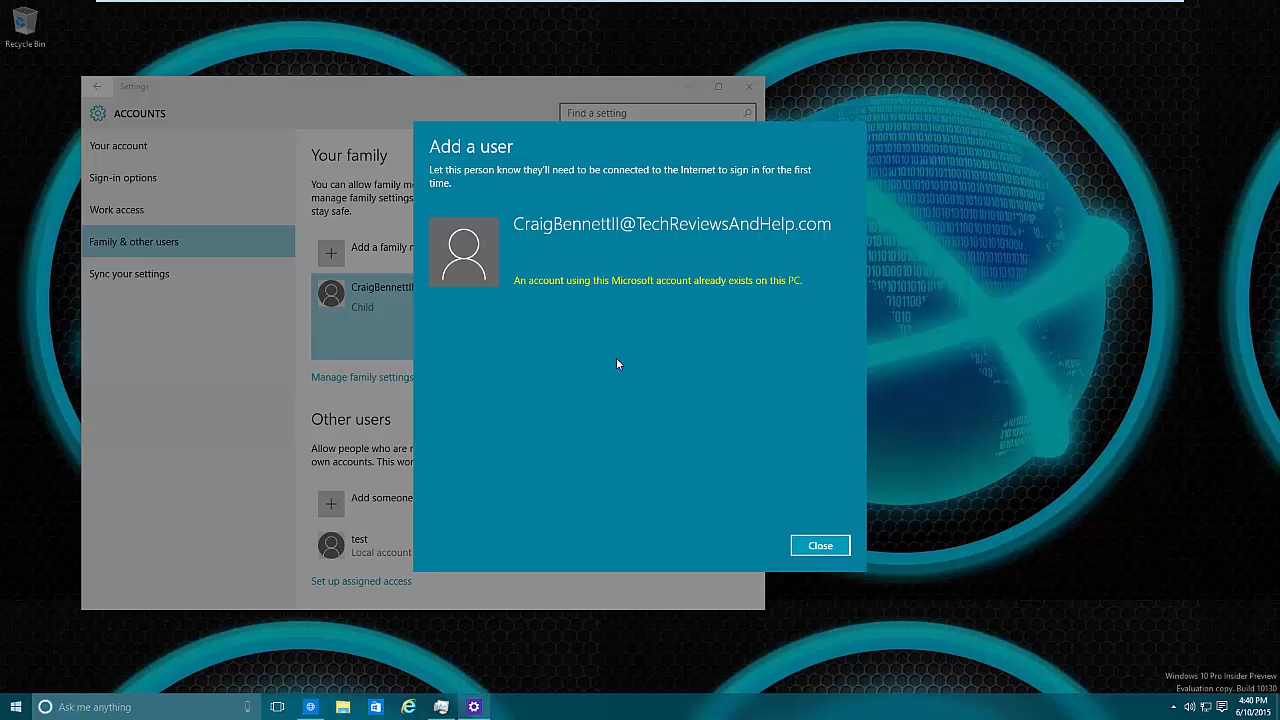 Recycle Bin
Settings
ACCOUNTS
Find a setting
Your account
Sign-in options
Work access
Family & other users
Sync your settings
Your family
You can allow family m
manage family settings
stay safe.
Add a family r
CraigBennettII
Child
Manage family settings
Other users
Allow people who are r
own accounts. This wo
Add someone
test
Local account
Set up assigned access
Add a user
Let this person know they'll need to be connected to the Internet to sign in for the first
time.
CraigBennettII@TechReviewsAndHelp.com
An account using this Microsoft account already exists on this PC.
Close
Windows 10 Pro Insider Preview
Evaluation copy. Build 10130
Ask me anything
4:40 PM
6/10/2015